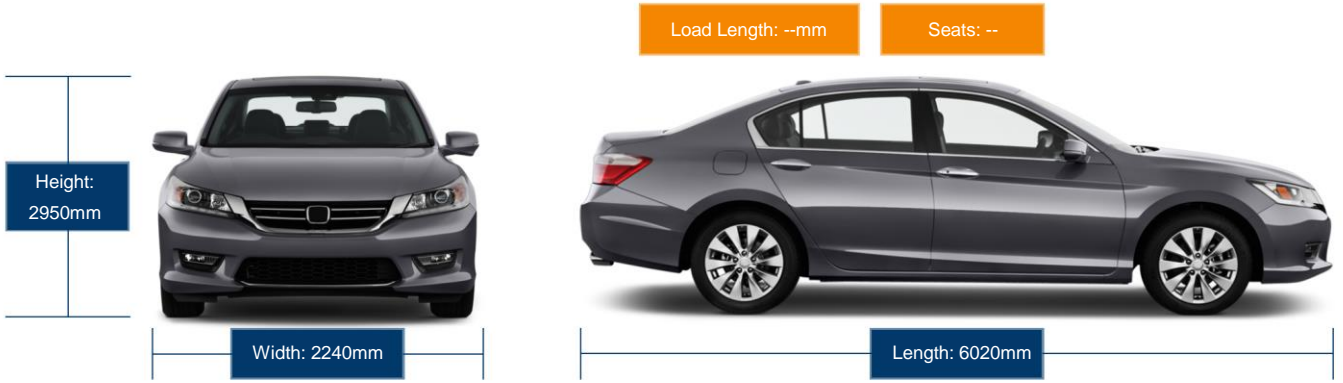 Load Length: --mm
Seats: --
Height:
2950mm
Width: 2240mm
Length: 6020mm